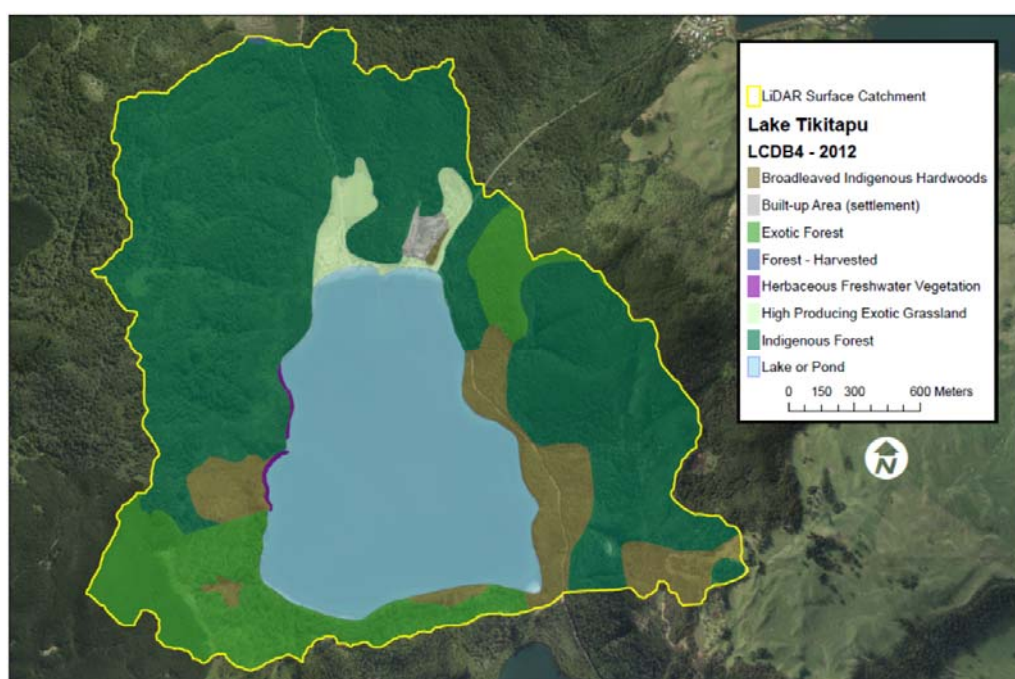 LiDAR Surface Catchment
Lake Tikitapu
LCDB4 - 2012
Broadleaved Indigenous Hardwoods
Built-up Area (settlement)
Exotic Forest
Forest - Harvested
Herbaceous Freshwater Vegetation
High Producing Exotic Grassland
Indigenous Forest
Lake or Pond
0 150 300 600 Meters
N